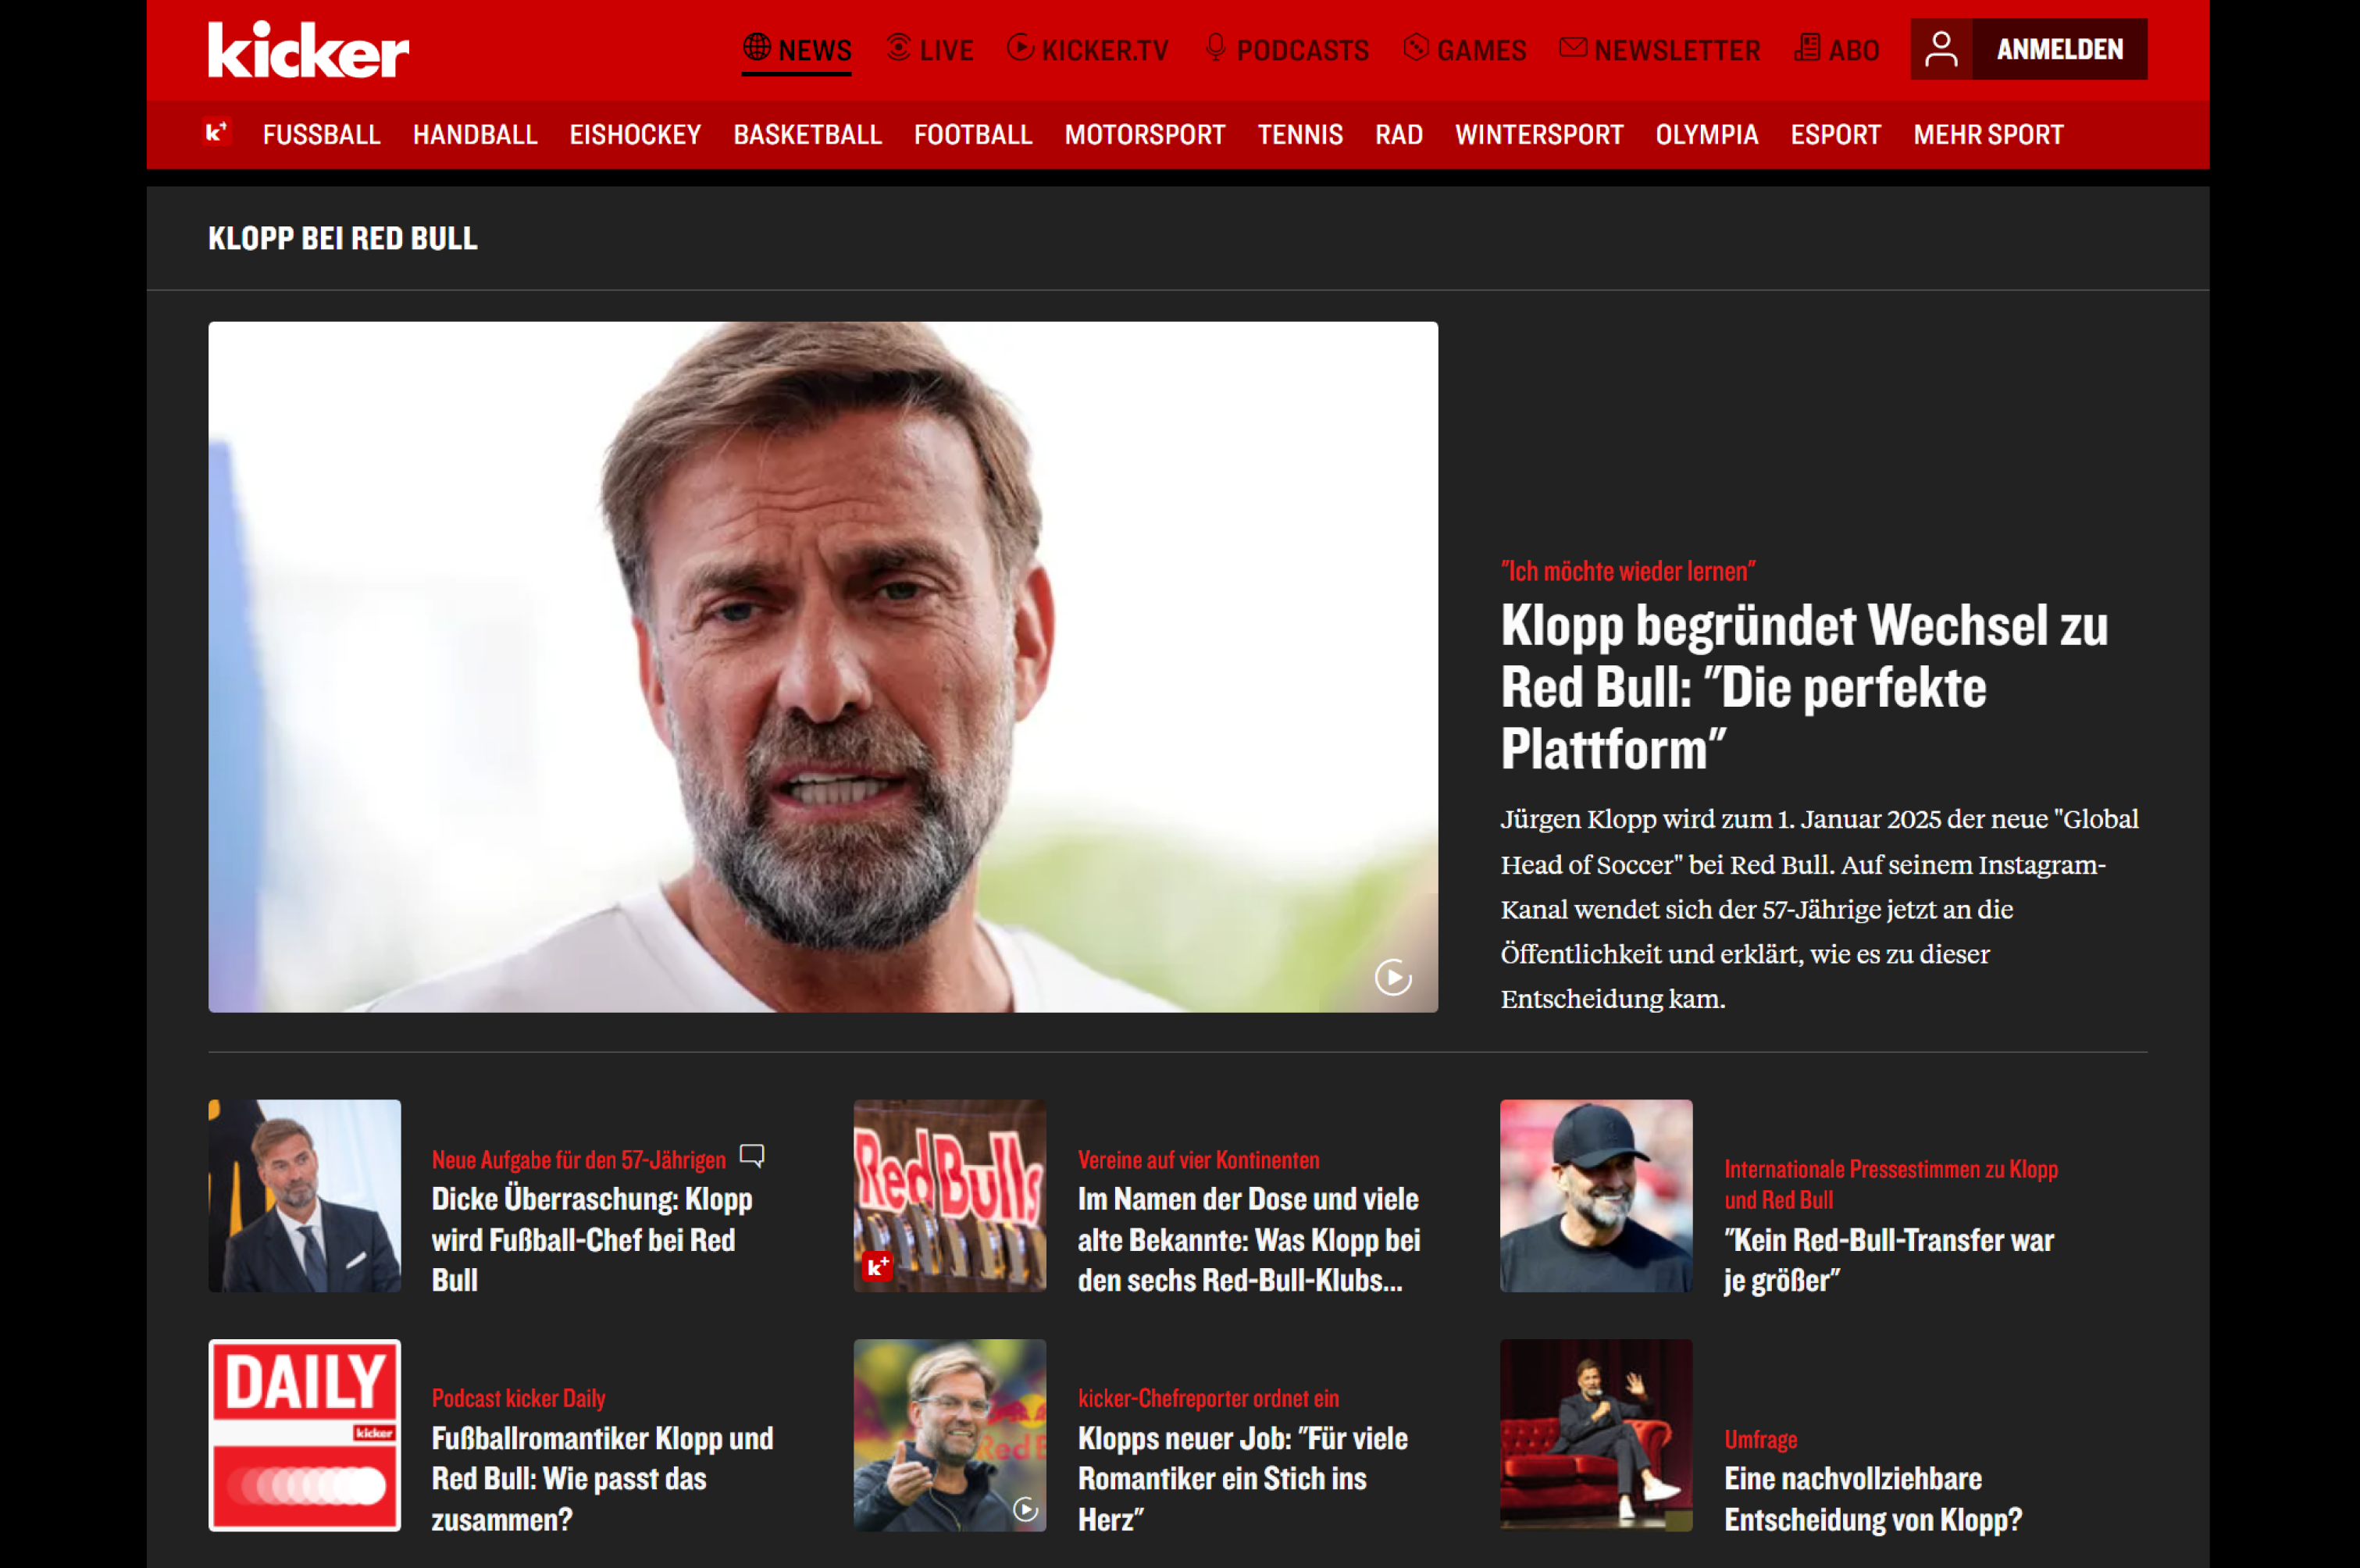 kicker
NEWS
LIVE
KICKER.TV
PODCASTS
GAMES
NEWSLETTER
ABO
ANMELDEN
k+
FUSSBALL
HANDBALL
EISHOCKEY
BASKETBALL
FOOTBALL
MOTORSPORT
TENNIS
RAD
WINTERSPORT
OLYMPIA
ESPORT
MEHR SPORT
KLOPP BEI RED BULL
"Ich möchte wieder lernen"
Klopp begründet Wechsel zu
Red Bull: "Die perfekte
Plattform"
Jürgen Klopp wird zum 1. Januar 2025 der neue "Global
Head of Soccer" bei Red Bull. Auf seinem Instagram-
Kanal wendet sich der 57-Jährige jetzt an die
Öffentlichkeit und erklärt, wie es zu dieser
Entscheidung kam.
Neue Aufgabe für den 57-Jährigen
Dicke Überraschung: Klopp
wird Fußball-Chef bei Red
Bull
Red Bulls
k+
Vereine auf vier Kontinenten
Im Namen der Dose und viele
alte Bekannte: Was Klopp bei
den sechs Red-Bull-Klubs...
Internationale Pressestimmen zu Klopp
und Red Bull
"Kein Red-Bull-Transfer war
je größer"
DAILY
kicker
Podcast kicker Daily
Fußballromantiker Klopp und
Red Bull: Wie passt das
zusammen?
Red B
kicker-Chefreporter ordnet ein
Klopps neuer Job: "Für viele
Romantiker ein Stich ins
Herz"
Umfrage
Eine nachvollziehbare
Entscheidung von Klopp?